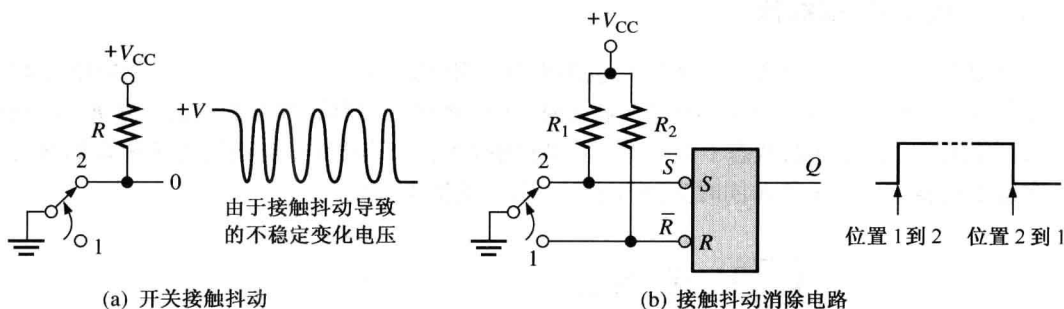 +V_CC
R
2
0
1
+V
由于接触抖动导致
的不稳定变化电压
(a) 开关接触抖动
+V_CC
R₁ R₂
2
S̅ S Q
R̅ R
1
位置 1 到 2 位置 2 到 1
(b) 接触抖动消除电路